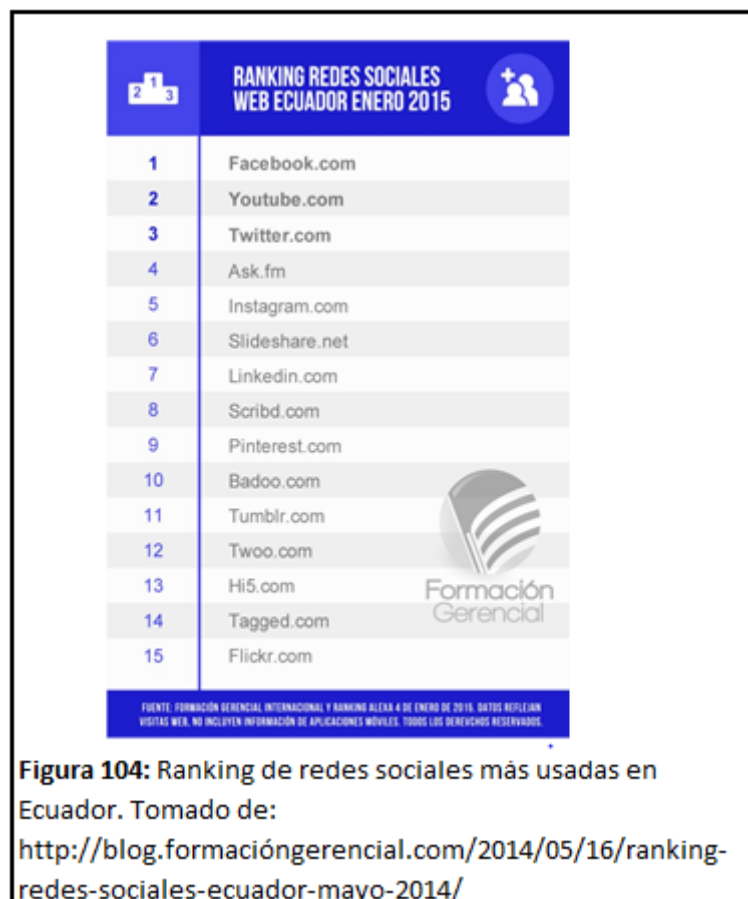 2 1 3
RANKING REDES SOCIALES
WEB ECUADOR ENERO 2015
1 Facebook.com
2 Youtube.com
3 Twitter.com
4 Ask.fm
5 Instagram.com
6 Slideshare.net
7 Linkedin.com
8 Scribd.com
9 Pinterest.com
10 Badoo.com
11 Tumblr.com
12 Twoo.com
13 Hi5.com
14 Tagged.com
15 Flickr.com
Formación
Gerencial
FUENTE: FORMACIÓN GERENCIAL INTERNACIONAL Y RANKING ALEXA 4 DE ENERO DE 2015. DATOS REFLEJAN
VISITAS WEB, NO INCLUYEN INFORMACIÓN DE APLICACIONES MÓVILES. TODOS LOS DEREVCHOS RESERVADOS.
Figura 104: Ranking de redes sociales más usadas en
Ecuador. Tomado de:
http://blog.formacióngerencial.com/2014/05/16/ranking-
redes-sociales-ecuador-mayo-2014/